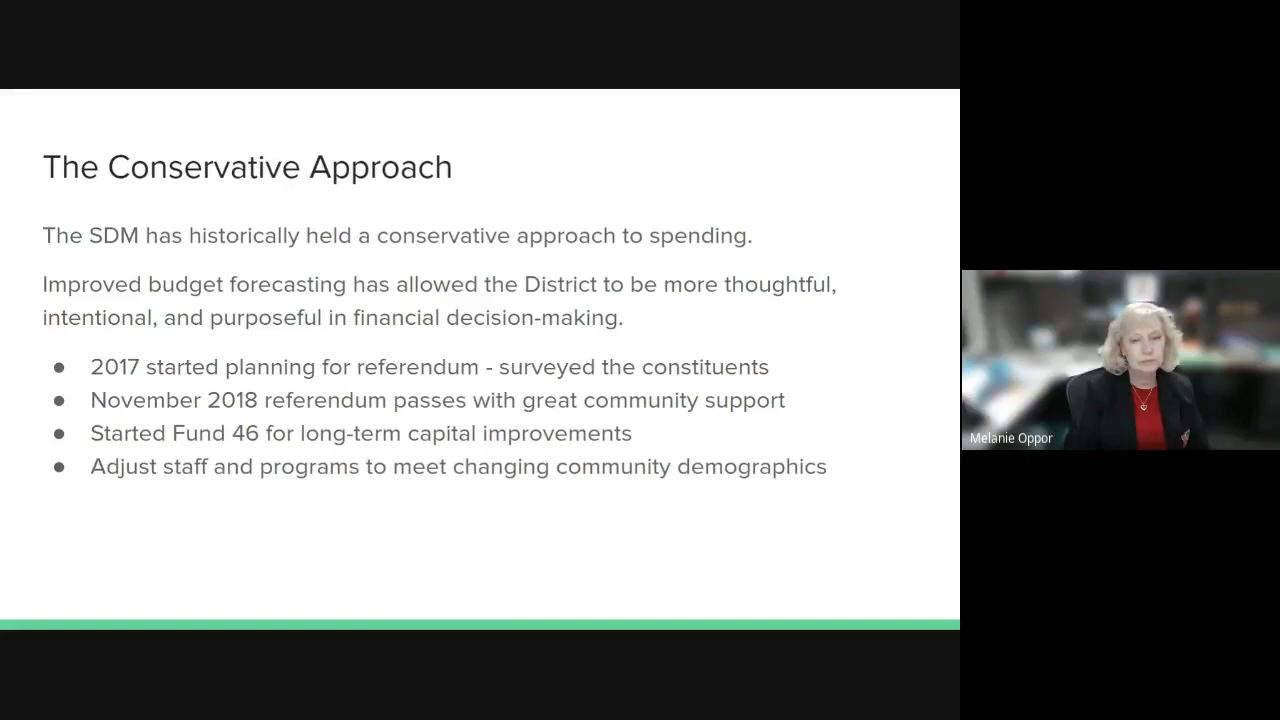 The Conservative Approach
The SDM has historically held a conservative approach to spending.
Improved budget forecasting has allowed the District to be more thoughtful,
intentional, and purposeful in financial decision-making.
● 2017 started planning for referendum - surveyed the constituents
● November 2018 referendum passes with great community support
● Started Fund 46 for long-term capital improvements
● Adjust staff and programs to meet changing community demographics
Melanie Oppor